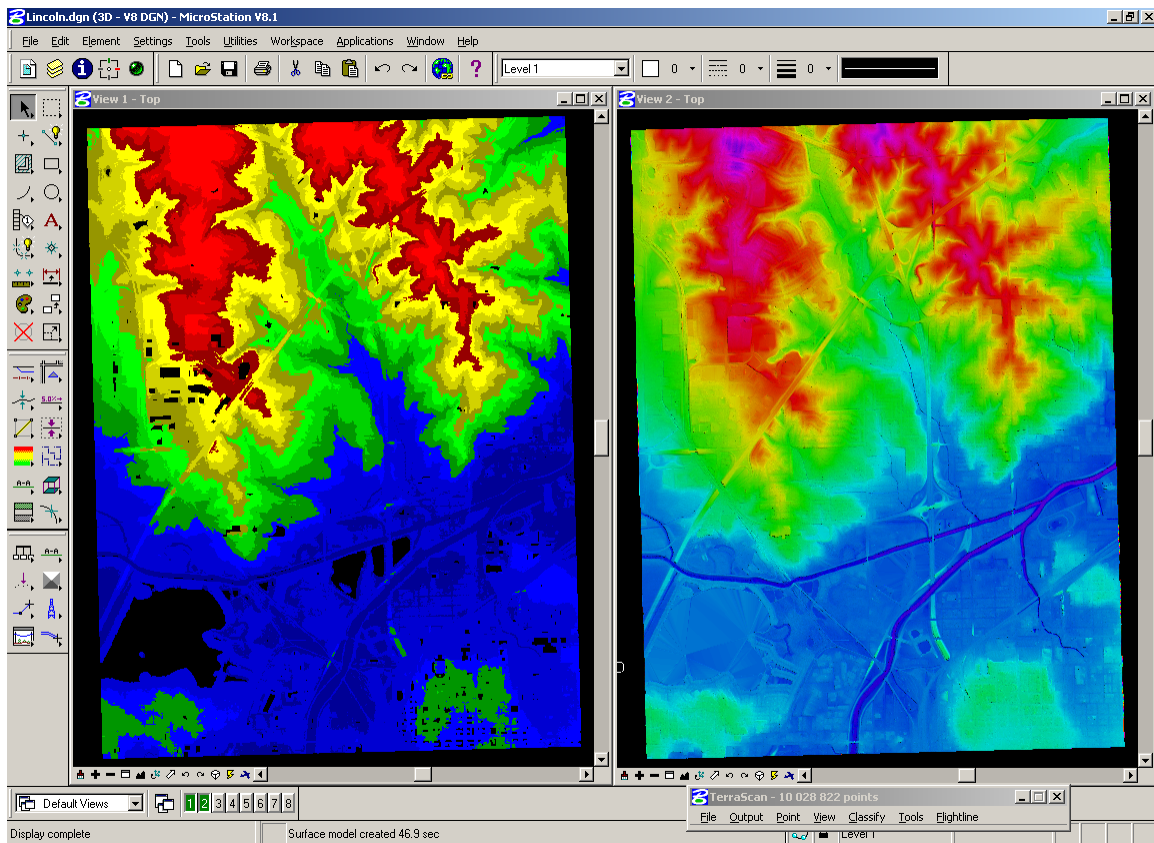 Lincoln.dgn (3D - V8 DGN) - MicroStation V8.1
File Edit Element Settings Tools Utilities Workspace Applications Window Help
Level 1 0 0 0
View 1 - Top
View 2 - Top
A
5.0%
A-A
A-A
Default Views 1 2 3 4 5 6 7 8
TerraScan - 10 028 822 points
File Output Point View Classify Tools Flightline
Display complete
Surface model created 46.9 sec
Level 1